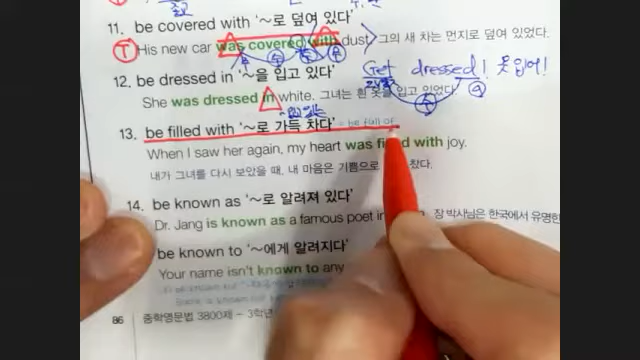 11. be covered with ‘~로 덮여 있다’
T His new car was covered with dust. 그의 새 차는 먼지로 덮여 있었다.
12. be dressed in ‘~을 입고 있다’
Get dressed! 옷입어!
She was dressed in white. 그녀는 흰 옷을 입고 있었다.
13. be filled with ‘~로 가득 차다’ = be full of
When I saw her again, my heart was filled with joy.
내가 그녀를 다시 보았을 때, 내 마음은 기쁨으로 찼다.
14. be known as ‘~로 알려져 있다’
Dr. Jang is known as a famous poet in 장 박사님은 한국에서 유명한
be known to ‘~에게 알려지다’
Your name isn't known to any
86 중학영문법 3800제 – 3학년